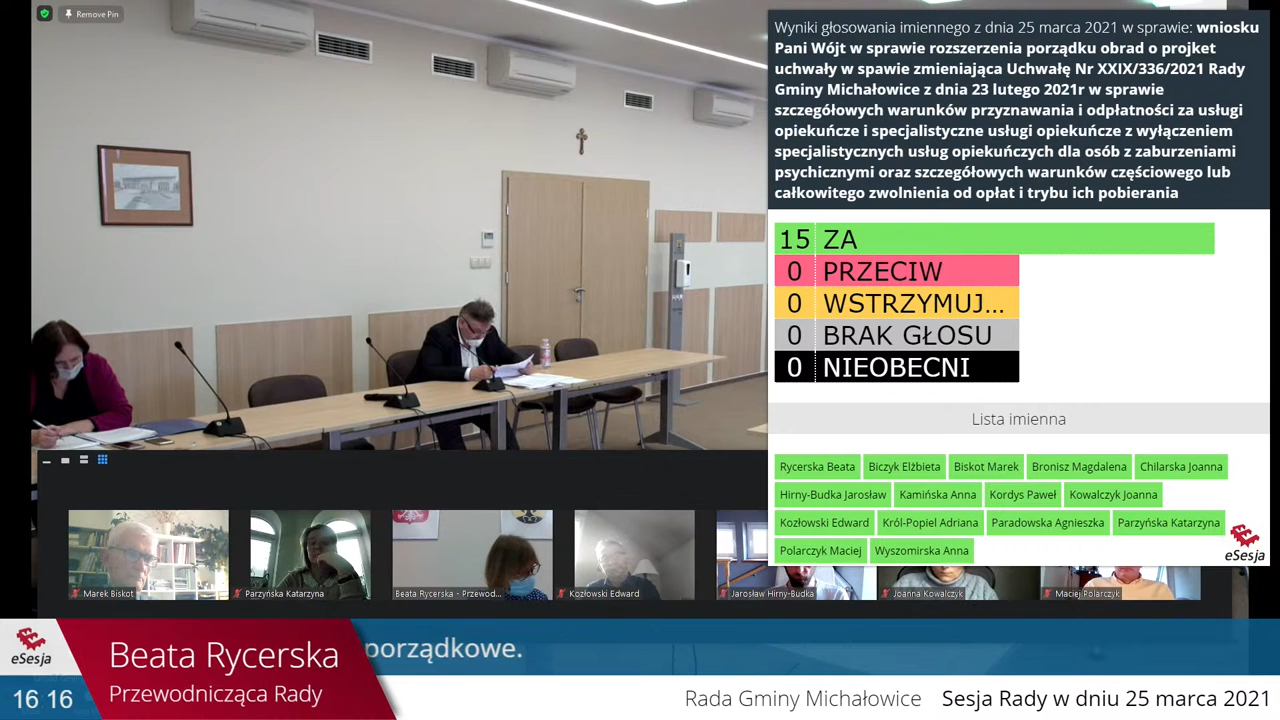 Remove Pin
Wyniki głosowania imiennego z dnia 25 marca 2021 w sprawie: wniosku
Pani Wójt w sprawie rozszerzenia porządku obrad o projket
uchwały w spawie zmieniająca Uchwałę Nr XXIX/336/2021 Rady
Gminy Michałowice z dnia 23 lutego 2021r w sprawie
szczegółowych warunków przyznawania i odpłatności za usługi
opiekuńcze i specjalistyczne usługi opiekuńcze z wyłączeniem
specjalistycznych usług opiekuńczych dla osób z zaburzeniami
psychicznymi oraz szczegółowych warunków częściowego lub
całkowitego zwolnienia od opłat i trybu ich pobierania
15 ZA
0 PRZECIW
0 WSTRZYMUJ...
0 BRAK GŁOSU
0 NIEOBECNI
Lista imienna
Rycerska Beata Biczyk Elżbieta Biskot Marek Bronisz Magdalena Chilarska Joanna
Hirny-Budka Jarosław Kamińska Anna Kordys Paweł Kowalczyk Joanna
Kozłowski Edward Król-Popiel Adriana Paradowska Agnieszka Parzyńska Katarzyna
Polarczyk Maciej Wyszomirska Anna
eSesja
Marek Biskot Parzyńska Katarzyna Beata Rycerska - Przewod... Kozłowski Edward Jarosław Hirny-Budka Joanna Kowalczyk Maciej Polarczyk
porządkowe.
eSesja
Beata Rycerska
Przewodnicząca Rady
16 16
Rada Gminy Michałowice Sesja Rady w dniu 25 marca 2021